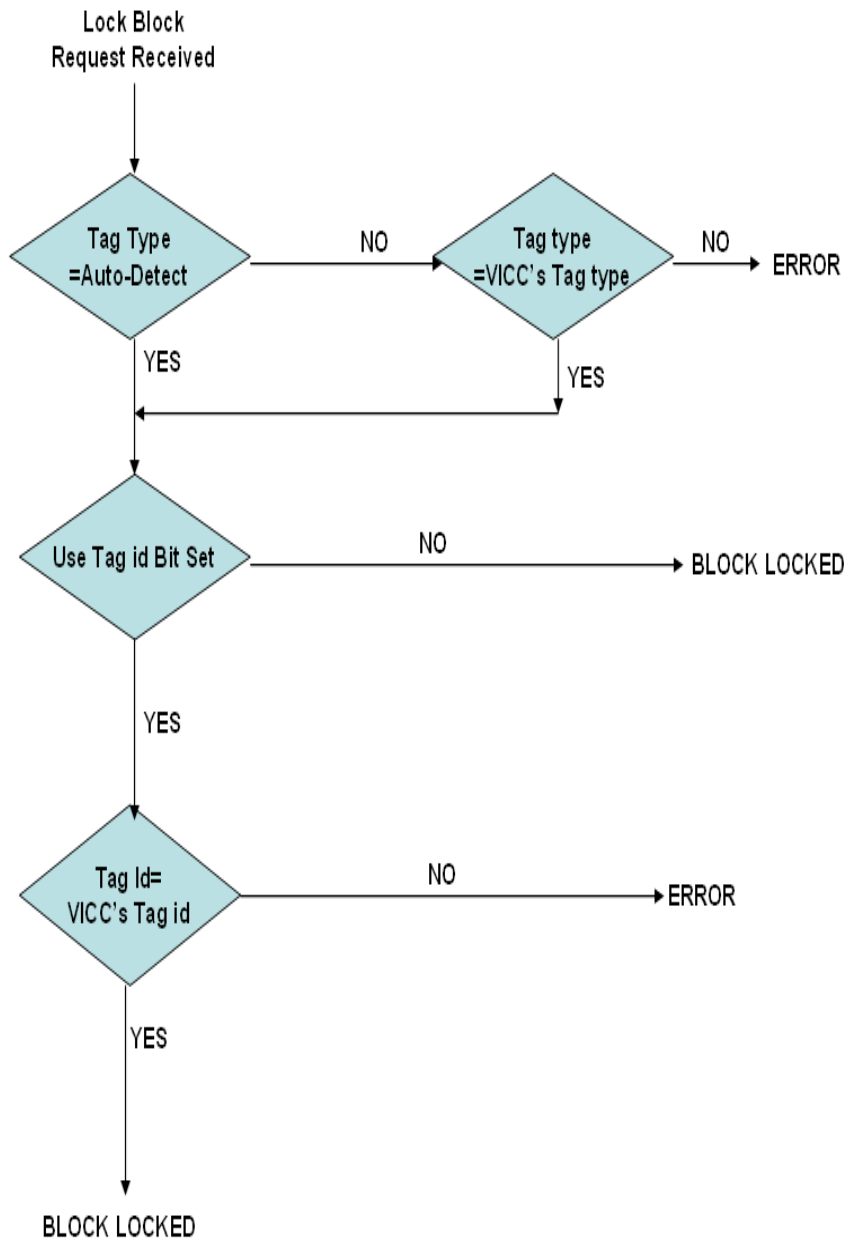 Lock Block
Request Received
Tag Type
=Auto-Detect
NO
Tag type
=VICC's Tag type
NO
ERROR
YES
YES
Use Tag id Bit Set
NO
BLOCK LOCKED
YES
Tag Id=
VICC's Tag id
NO
ERROR
YES
BLOCK LOCKED